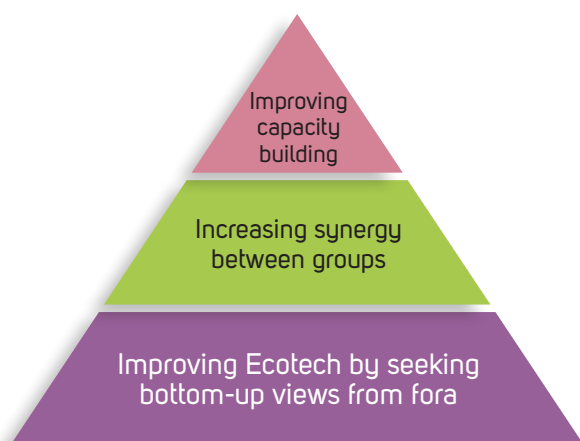 Improving
capacity
building
Increasing synergy
between groups
Improving Ecotech by seeking
bottom-up views from fora